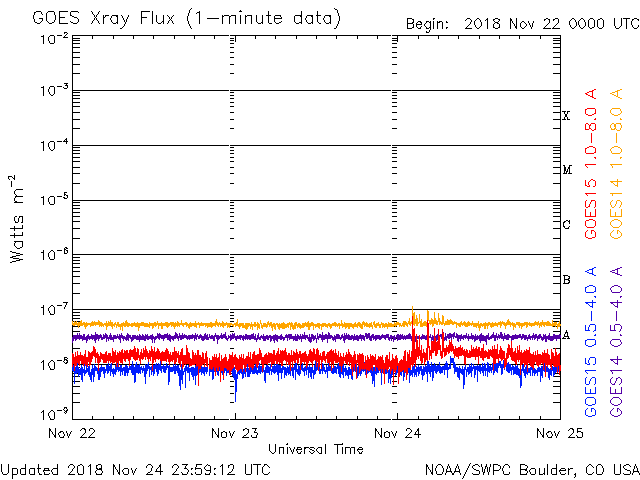 GOES Xray Flux (1-minute data)
Begin: 2018 Nov 22 0000 UTC
10⁻²
10⁻³
10⁻⁴
10⁻⁵
10⁻⁶
10⁻⁷
10⁻⁸
10⁻⁹
Watts m⁻²
X
M
C
B
A
GOES15 1.0-8.0 A
GOES14 1.0-8.0 A
GOES15 0.5-4.0 A
GOES14 0.5-4.0 A
Nov 22 Nov 23 Nov 24 Nov 25
Universal Time
Updated 2018 Nov 24 23:59:12 UTC
NOAA/SWPC Boulder, CO USA